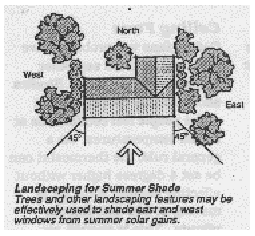 North
West
East
45°
45°
Landscaping for Summer Shade
Trees and other landscaping features may be
effectively used to shade east and west
windows from summer solar gains.